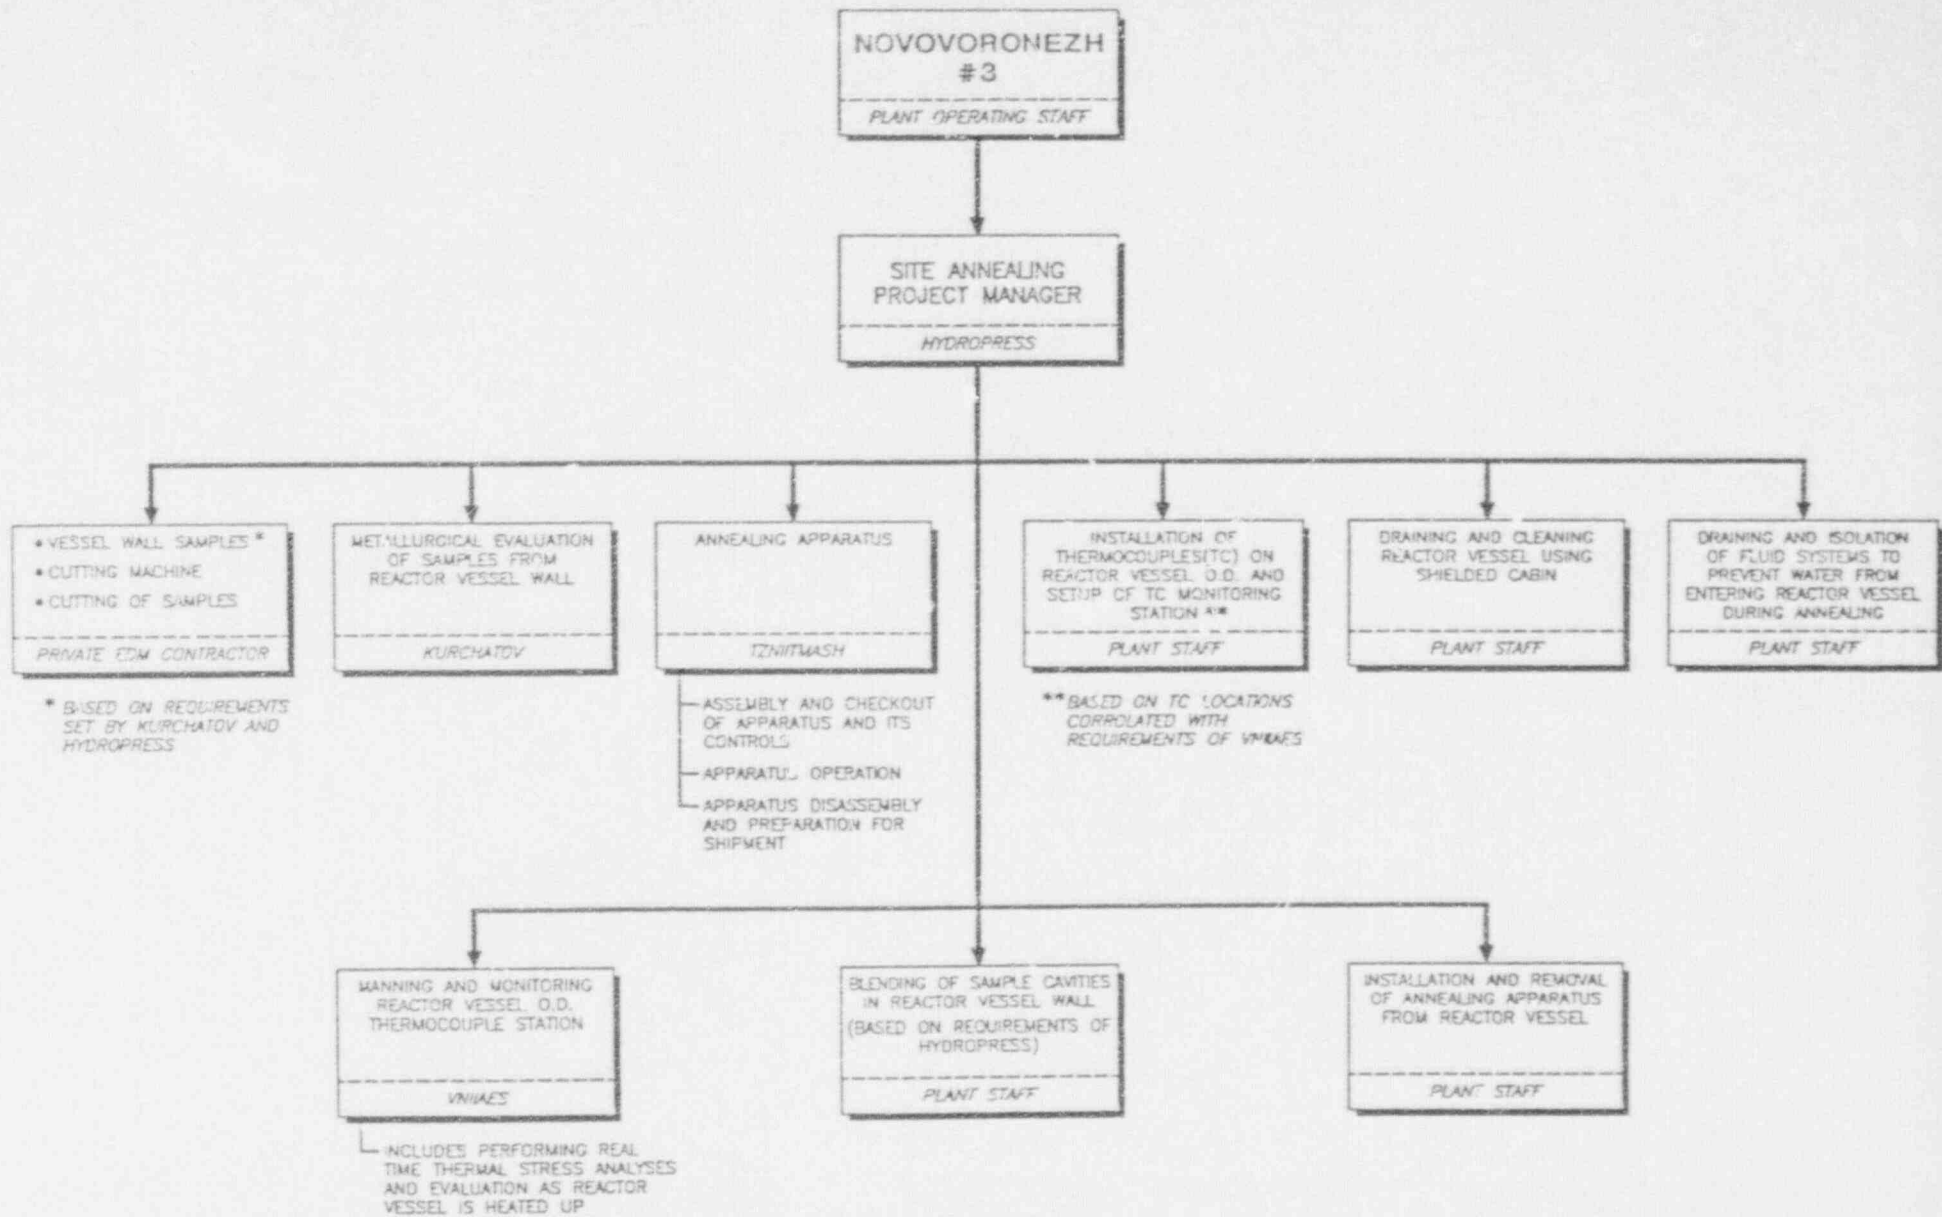 NOVOVORONEZH
#3
PLANT OPERATING STAFF
SITE ANNEALING
PROJECT MANAGER
HYDROPRESS
• VESSEL WALL SAMPLES *
• CUTTING MACHINE
• CUTTING OF SAMPLES
PRIVATE EDM CONTRACTOR
* BASED ON REQUIREMENTS
SET BY KURCHATOV AND
HYDROPRESS
METALLURGICAL EVALUATION
OF SAMPLES FROM
REACTOR VESSEL WALL
KURCHATOV
ANNEALING APPARATUS
TZNIITMASH
ASSEMBLY AND CHECKOUT
OF APPARATUS AND ITS
CONTROLS
APPARATUS OPERATION
APPARATUS DISASSEMBLY
AND PREPARATION FOR
SHIPMENT
INSTALLATION OF
THERMOCOUPLES(TC) ON
REACTOR VESSEL O.D. AND
SETUP OF TC MONITORING
STATION **
PLANT STAFF
** BASED ON TC LOCATIONS
CORROLATED WITH
REQUIREMENTS OF VNIIAES
DRAINING AND CLEANING
REACTOR VESSEL USING
SHIELDED CABIN
PLANT STAFF
DRAINING AND ISOLATION
OF FLUID SYSTEMS TO
PREVENT WATER FROM
ENTERING REACTOR VESSEL
DURING ANNEALING
PLANT STAFF
MANNING AND MONITORING
REACTOR VESSEL O.D.
THERMOCOUPLE STATION
VNIIAES
INCLUDES PERFORMING REAL
TIME THERMAL STRESS ANALYSES
AND EVALUATION AS REACTOR
VESSEL IS HEATED UP
BLENDING OF SAMPLE CAVITIES
IN REACTOR VESSEL WALL
(BASED ON REQUIREMENTS OF
HYDROPRESS)
PLANT STAFF
INSTALLATION AND REMOVAL
OF ANNEALING APPARATUS
FROM REACTOR VESSEL
PLANT STAFF